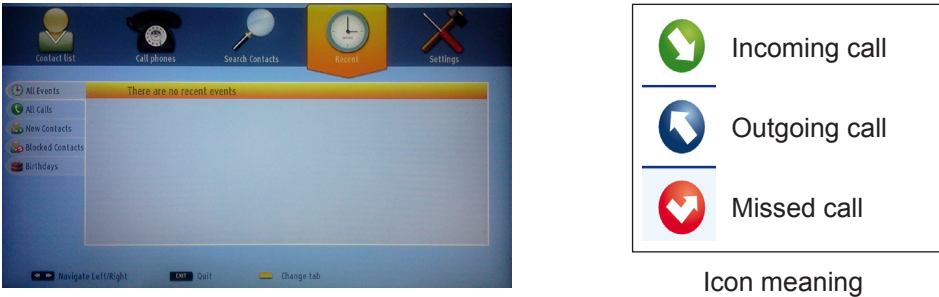 Contact list
Call phones
Search Contacts
Recent
Settings
All Events
There are no recent events
All Calls
New Contacts
Blocked Contacts
Birthdays
Navigate Left/Right
EXIT Quit
Change tab
Incoming call
Outgoing call
Missed call
Icon meaning